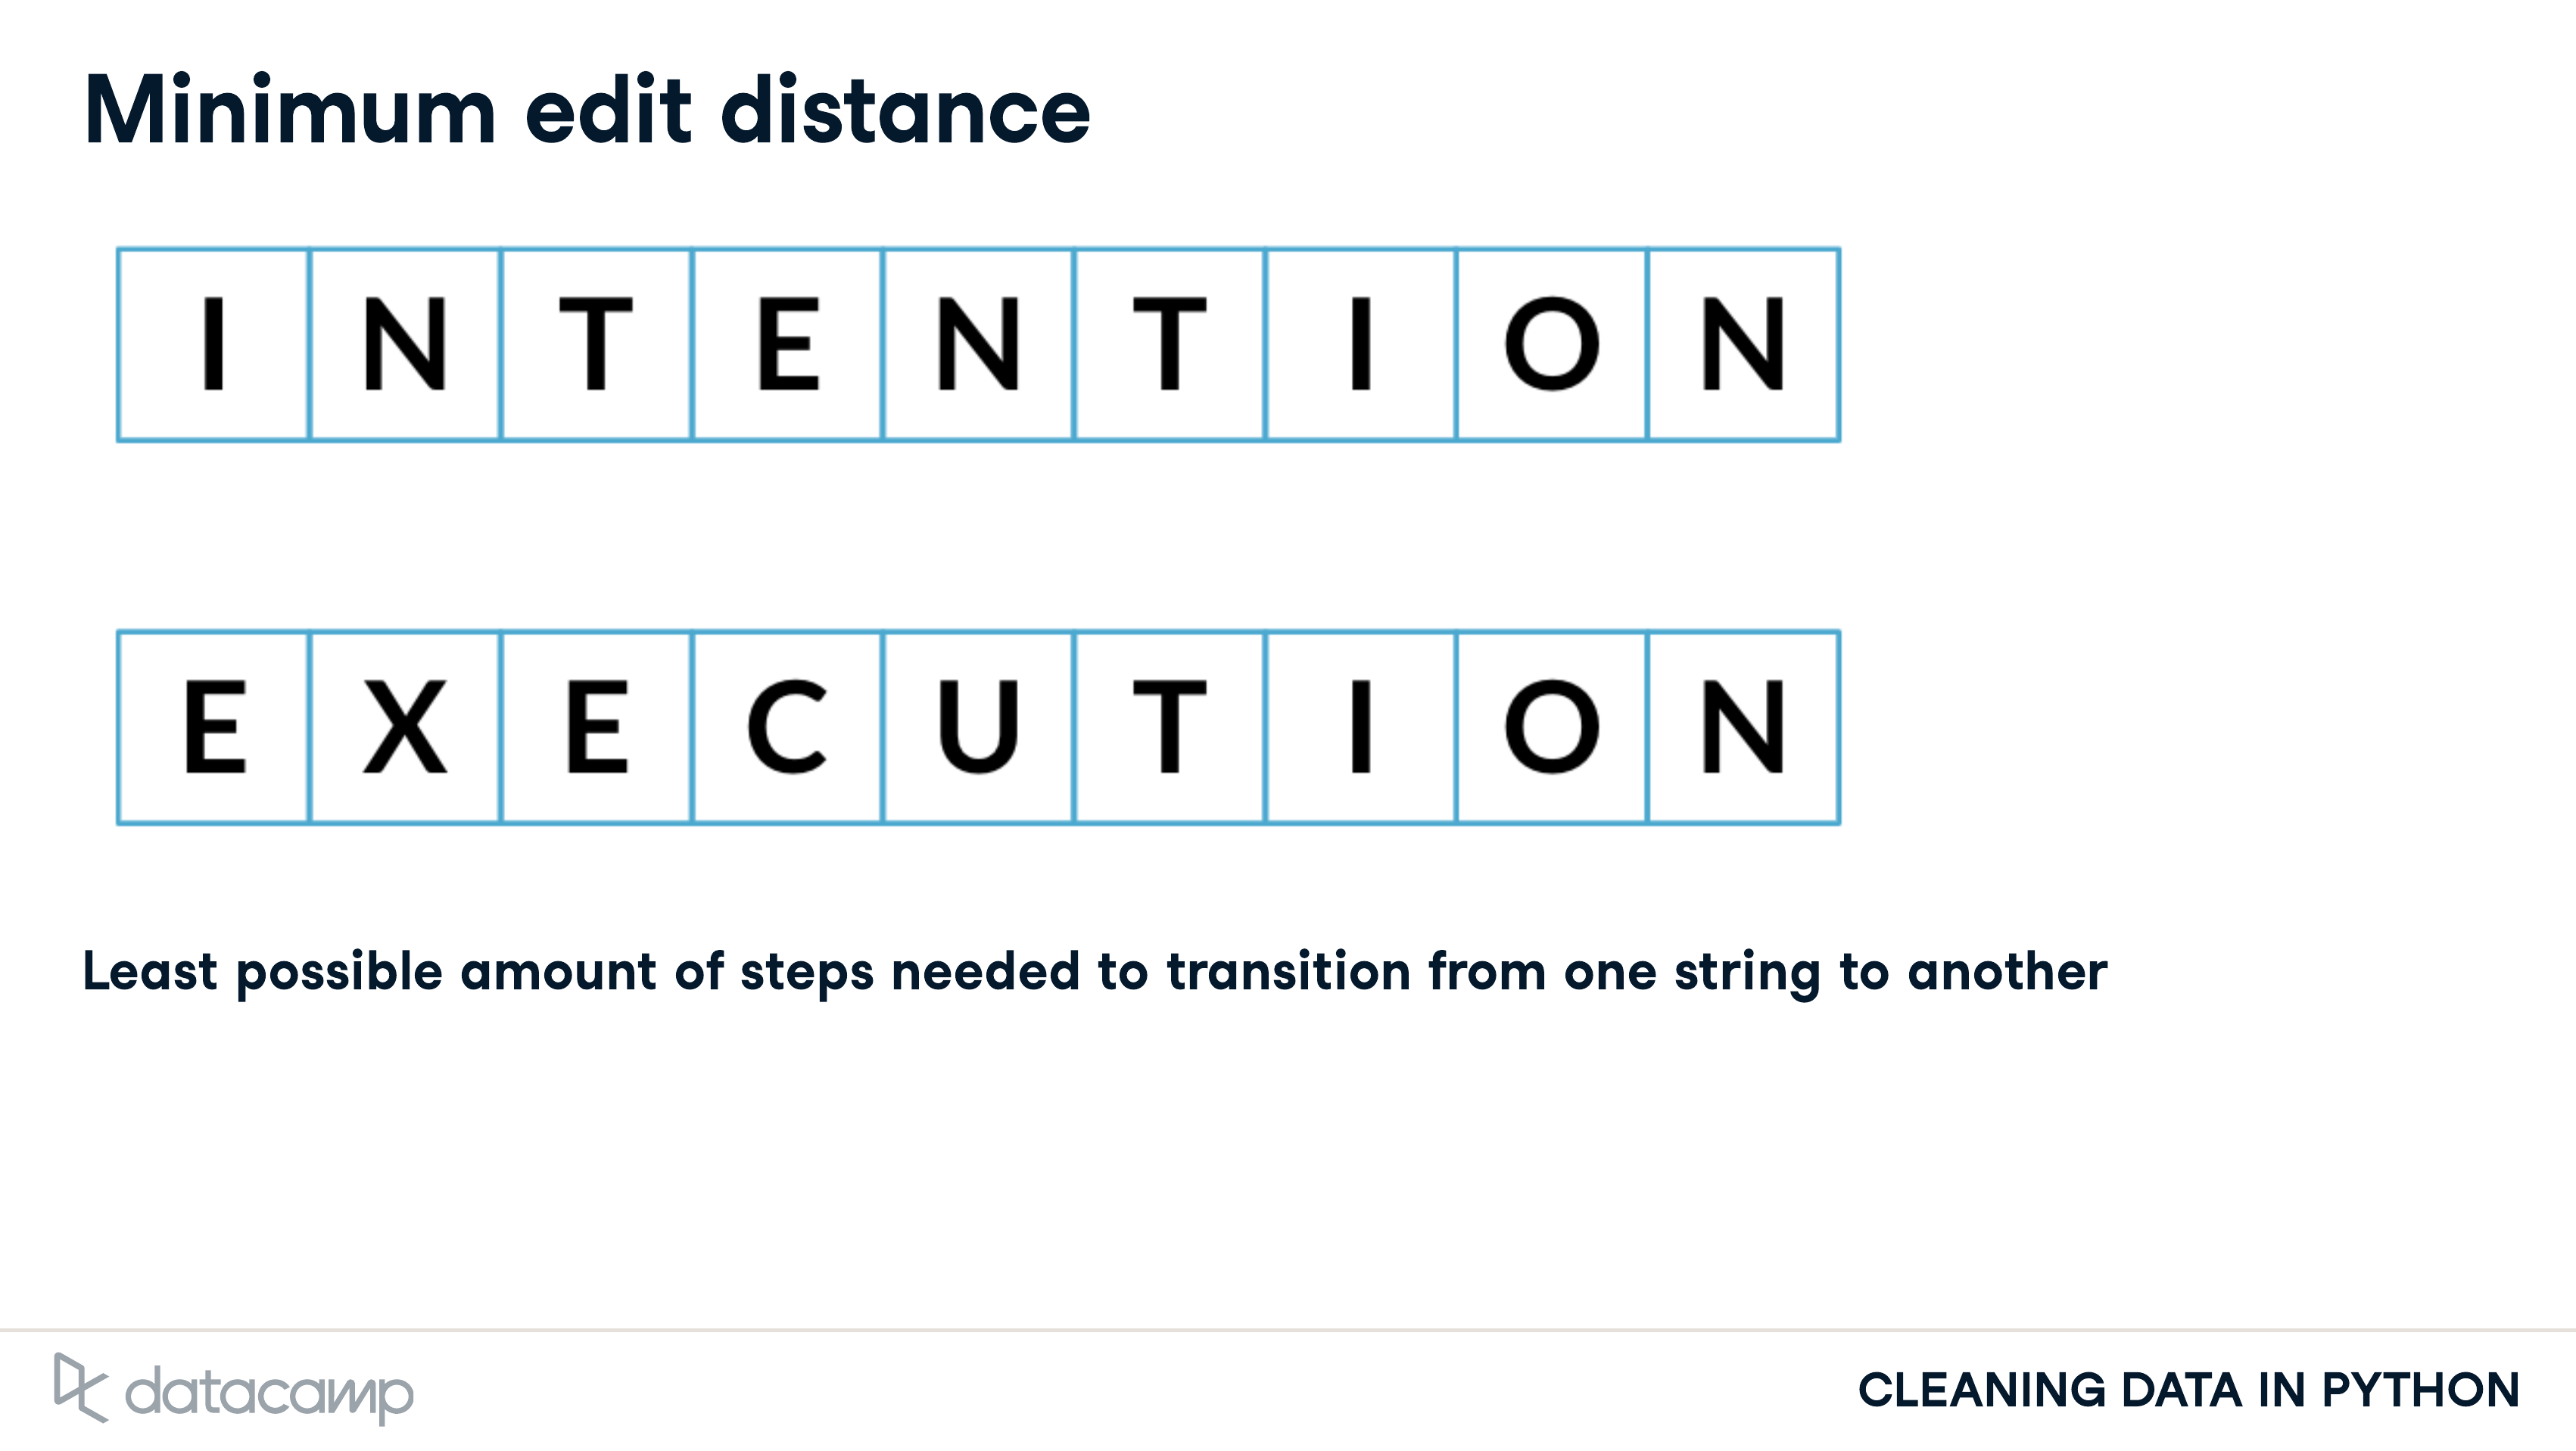 Minimum edit distance
I N T E N T I O N
E X E C U T I O N
Least possible amount of steps needed to transition from one string to another
datacamp
CLEANING DATA IN PYTHON